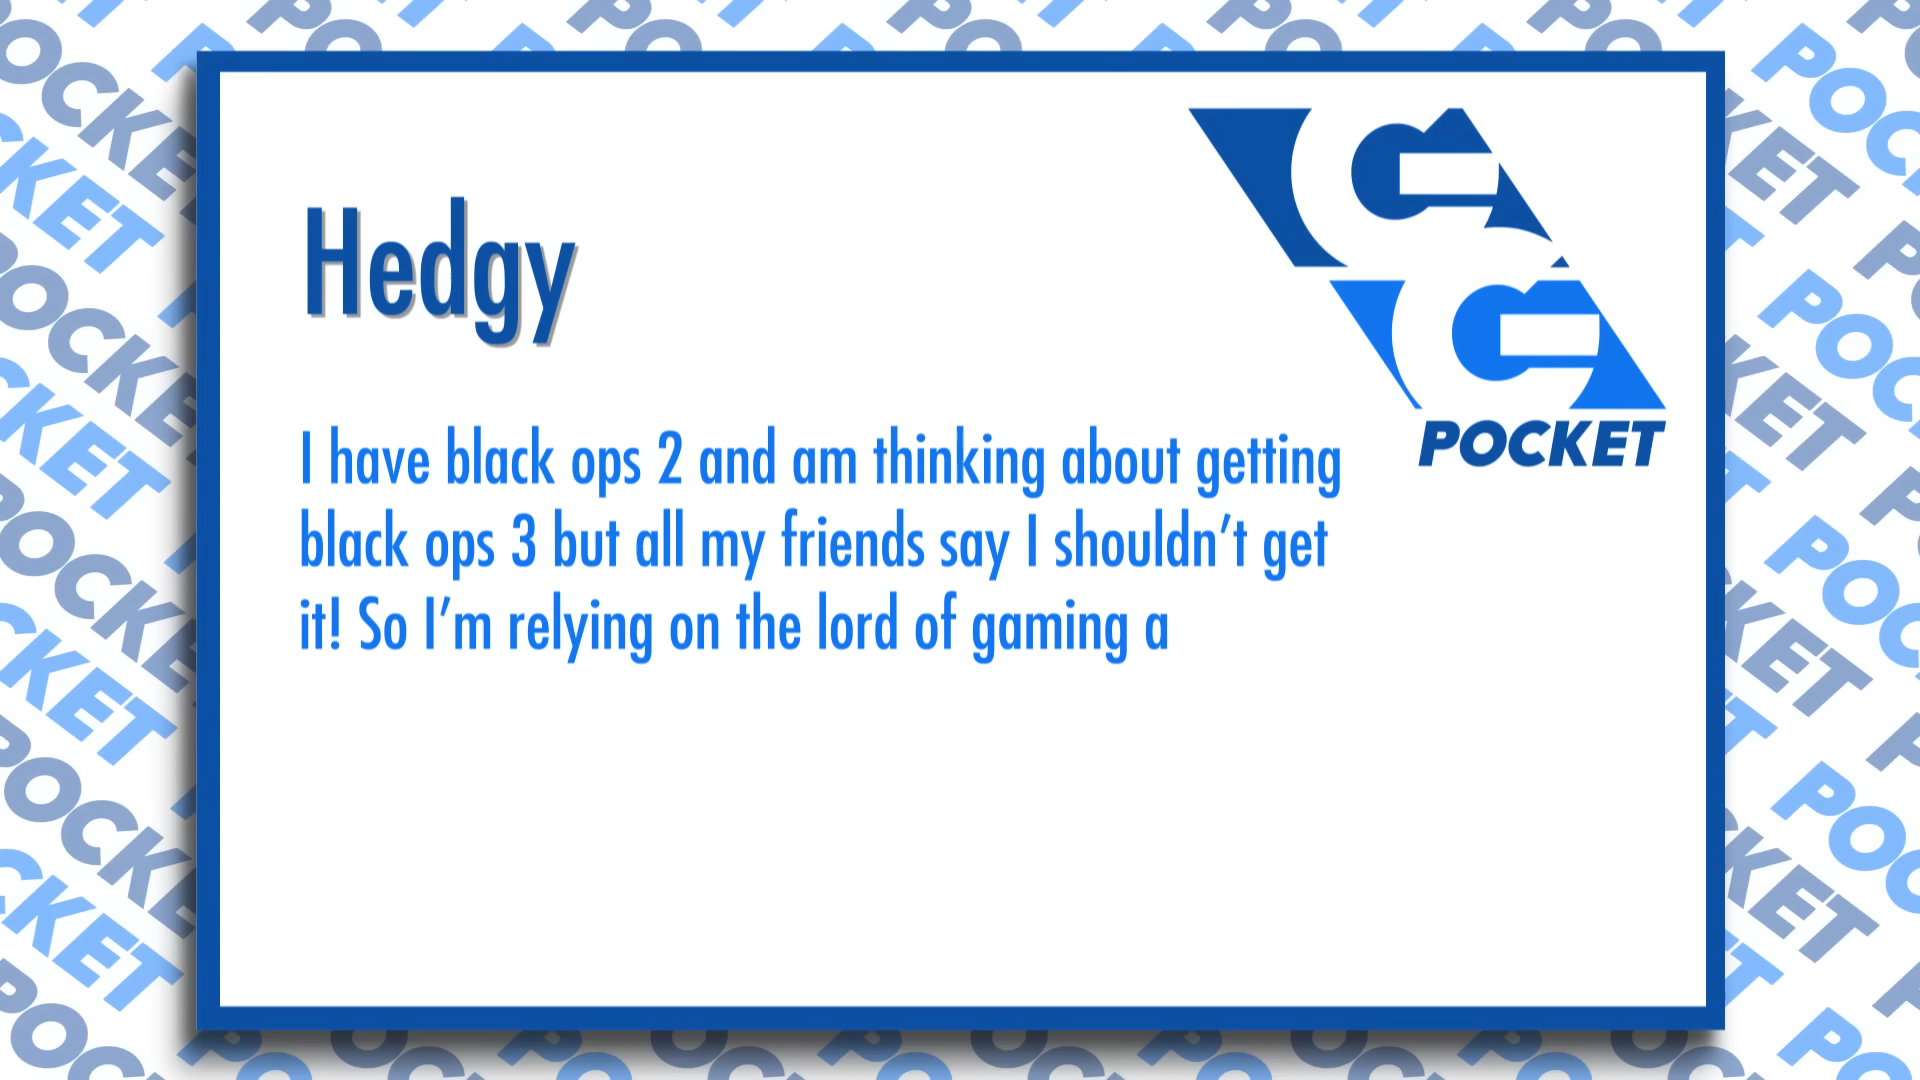 Hedgy
GG
POCKET
I have black ops 2 and am thinking about getting
black ops 3 but all my friends say I shouldn’t get
it! So I’m relying on the lord of gaming a